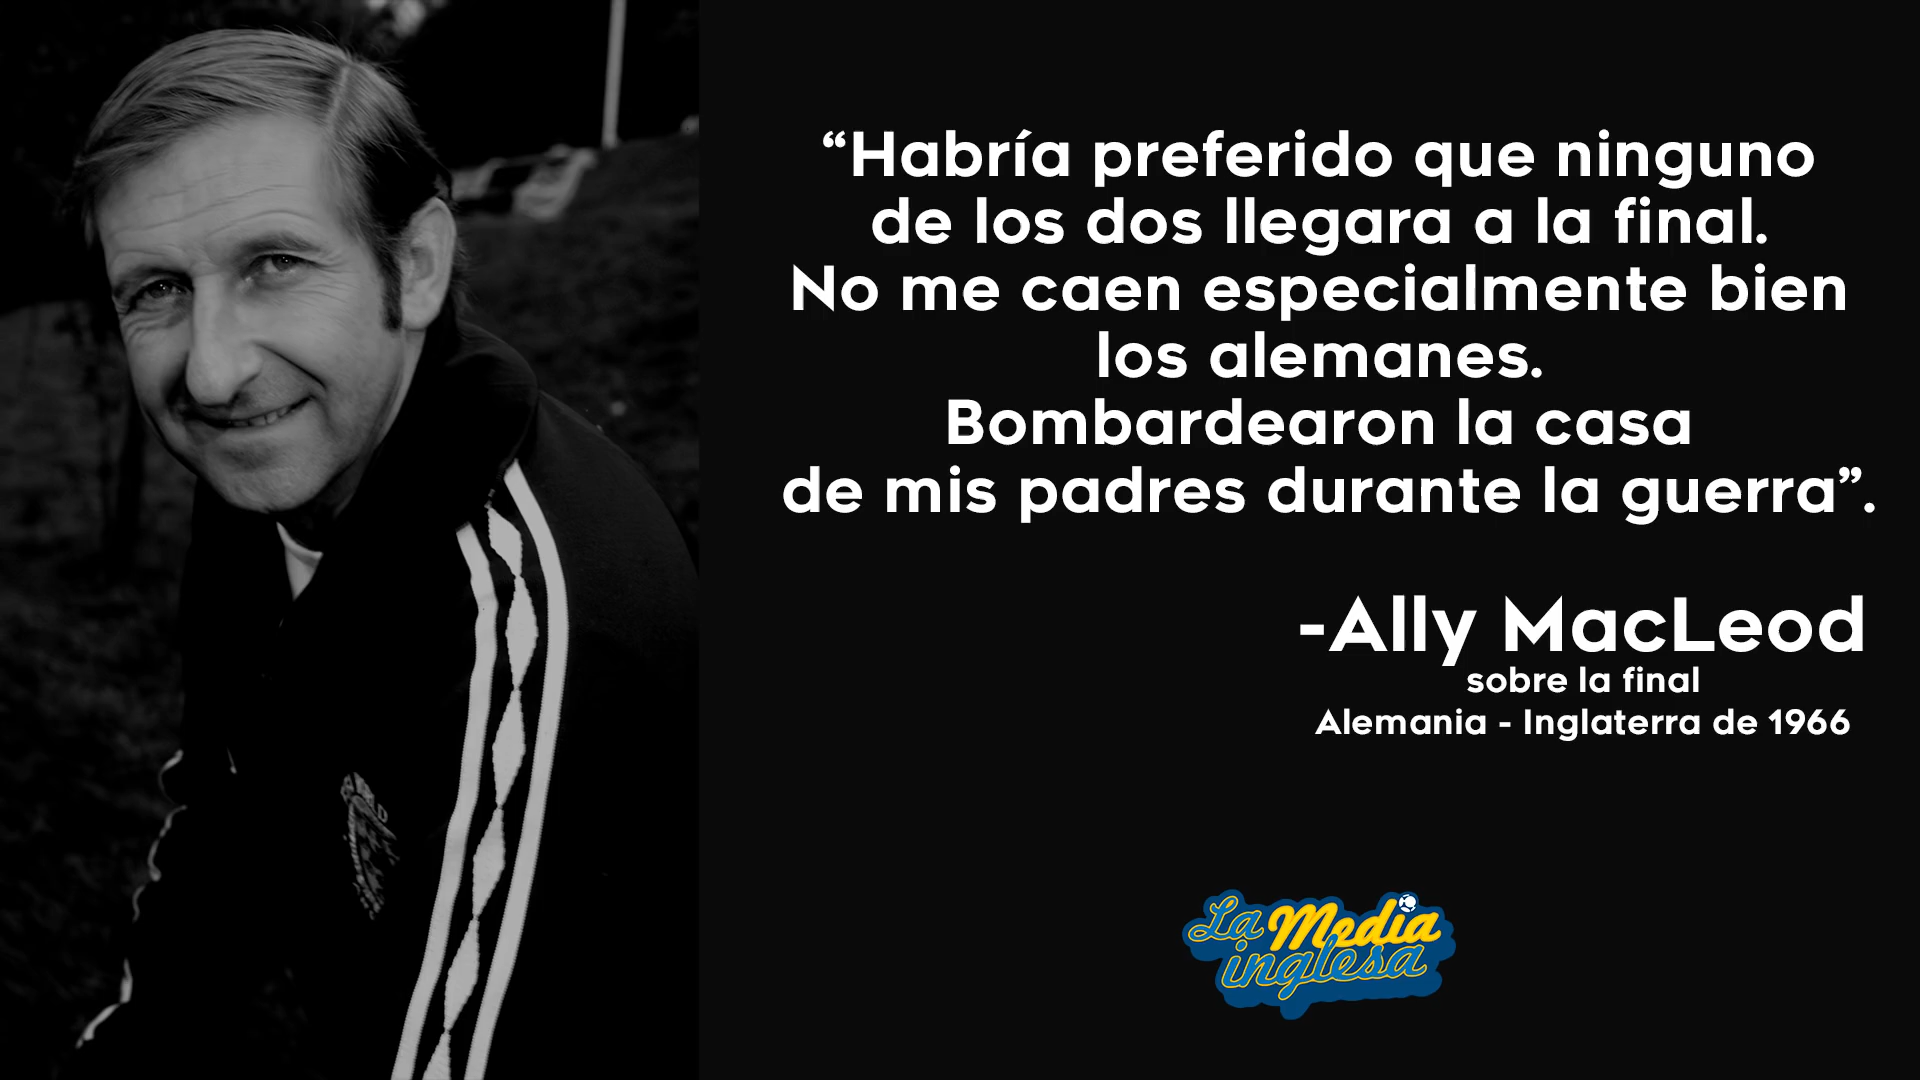 “Habría preferido que ninguno
de los dos llegara a la final.
No me caen especialmente bien
los alemanes.
Bombardearon la casa
de mis padres durante la guerra”.
-Ally MacLeod
sobre la final
Alemania - Inglaterra de 1966
La Media
inglesa